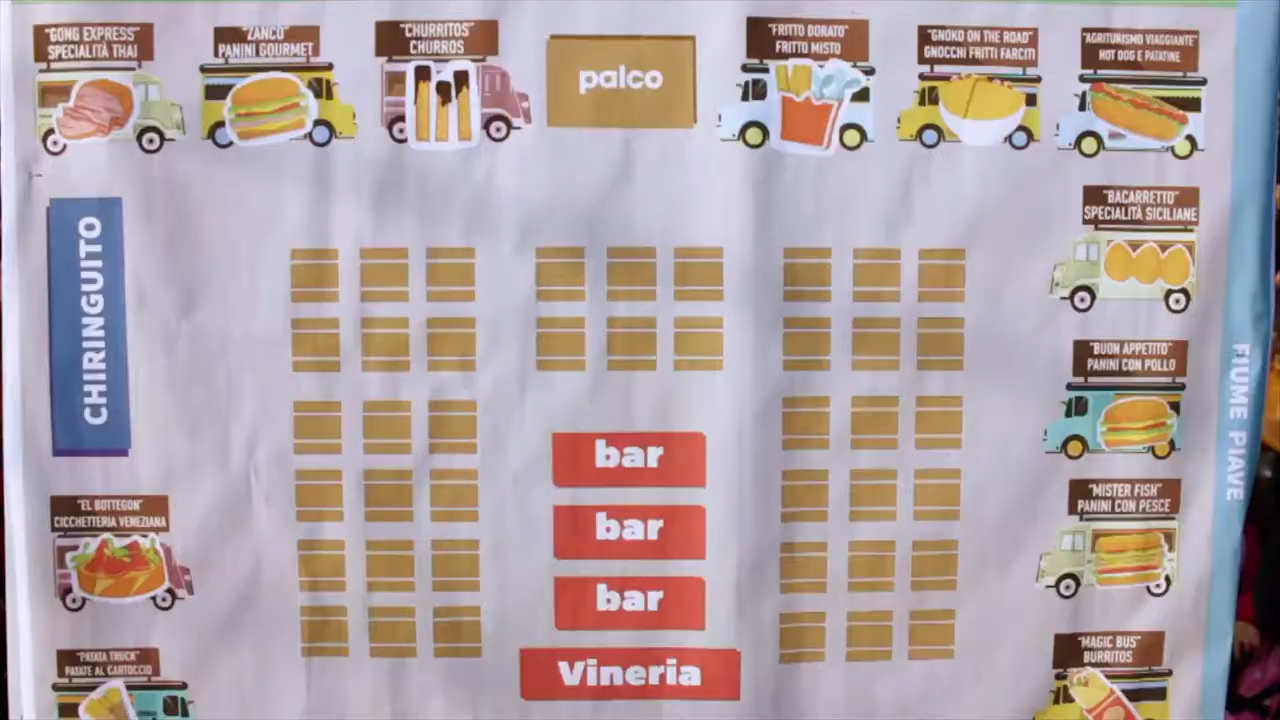 "GONG EXPRESS"
SPECIALITÀ THAI
"ZANCO"
PANINI GOURMET
"CHURRITOS"
CHURROS
palco
"FRITTO DORATO"
FRITTO MISTO
"GNOKO ON THE ROAD"
GNOCCHI FRITTI FARCITI
"AGRITURISMO VIAGGIANTE"
HOT DOG E PATATINE
"BACARRETTO"
SPECIALITÀ SICILIANE
CHIRINGUITO
"BUON APPETITO"
PANINI CON POLLO
FIUME PIAVE
bar
"MISTER FISH"
PANINI CON PESCE
"EL BOTTEGON"
CICCHETTERIA VENEZIANA
bar
bar
"MAGIC BUS"
BURRITOS
"PATATA TRUCK"
PATATE AL CARTOCCIO
Vineria